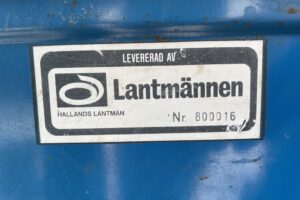 LEVERERAD AV
Lantmännen
HALLANDS LANTMÄN
Nr. 800016